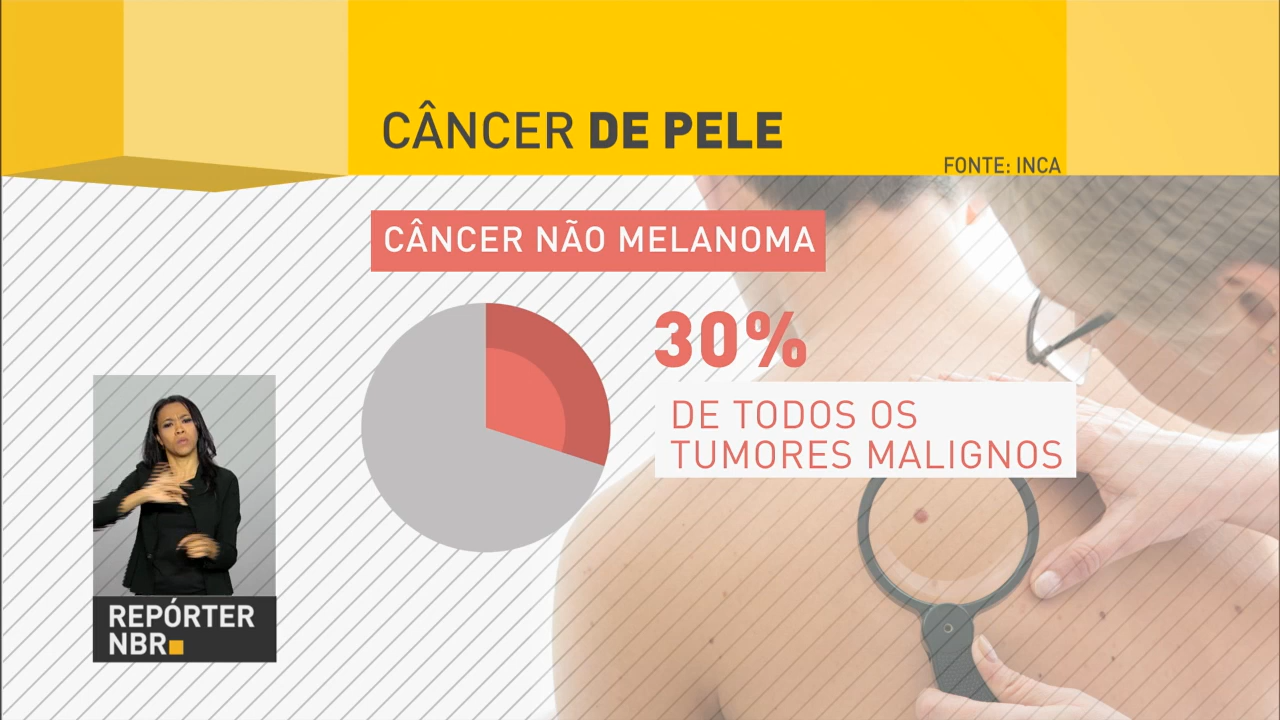 CÂNCER DE PELE
FONTE: INCA
CÂNCER NÃO MELANOMA
30%
DE TODOS OS
TUMORES MALIGNOS
REPÓRTER
NBR